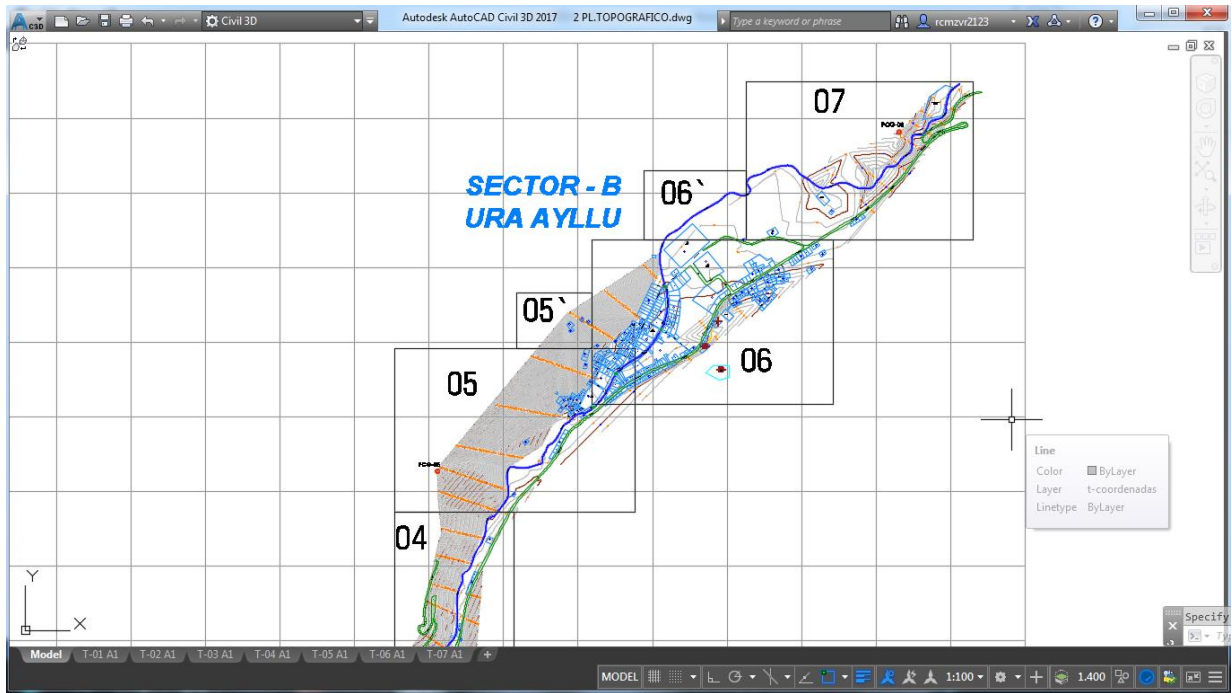 C3D
Civil 3D
Autodesk AutoCAD Civil 3D 2017 2 PL.TOPOGRAFICO.dwg
Type a keyword or phrase
rcmzvr2123
07
SECTOR - B
URA AYLLU
06`
05`
06
05
04
Line
Color ByLayer
Layer t-coordenadas
Linetype ByLayer
Y
X
Specify
Model T-01 A1 T-02 A1 T-03 A1 T-04 A1 T-05 A1 T-06 A1 T-07 A1 +
MODEL 1:100 1.400